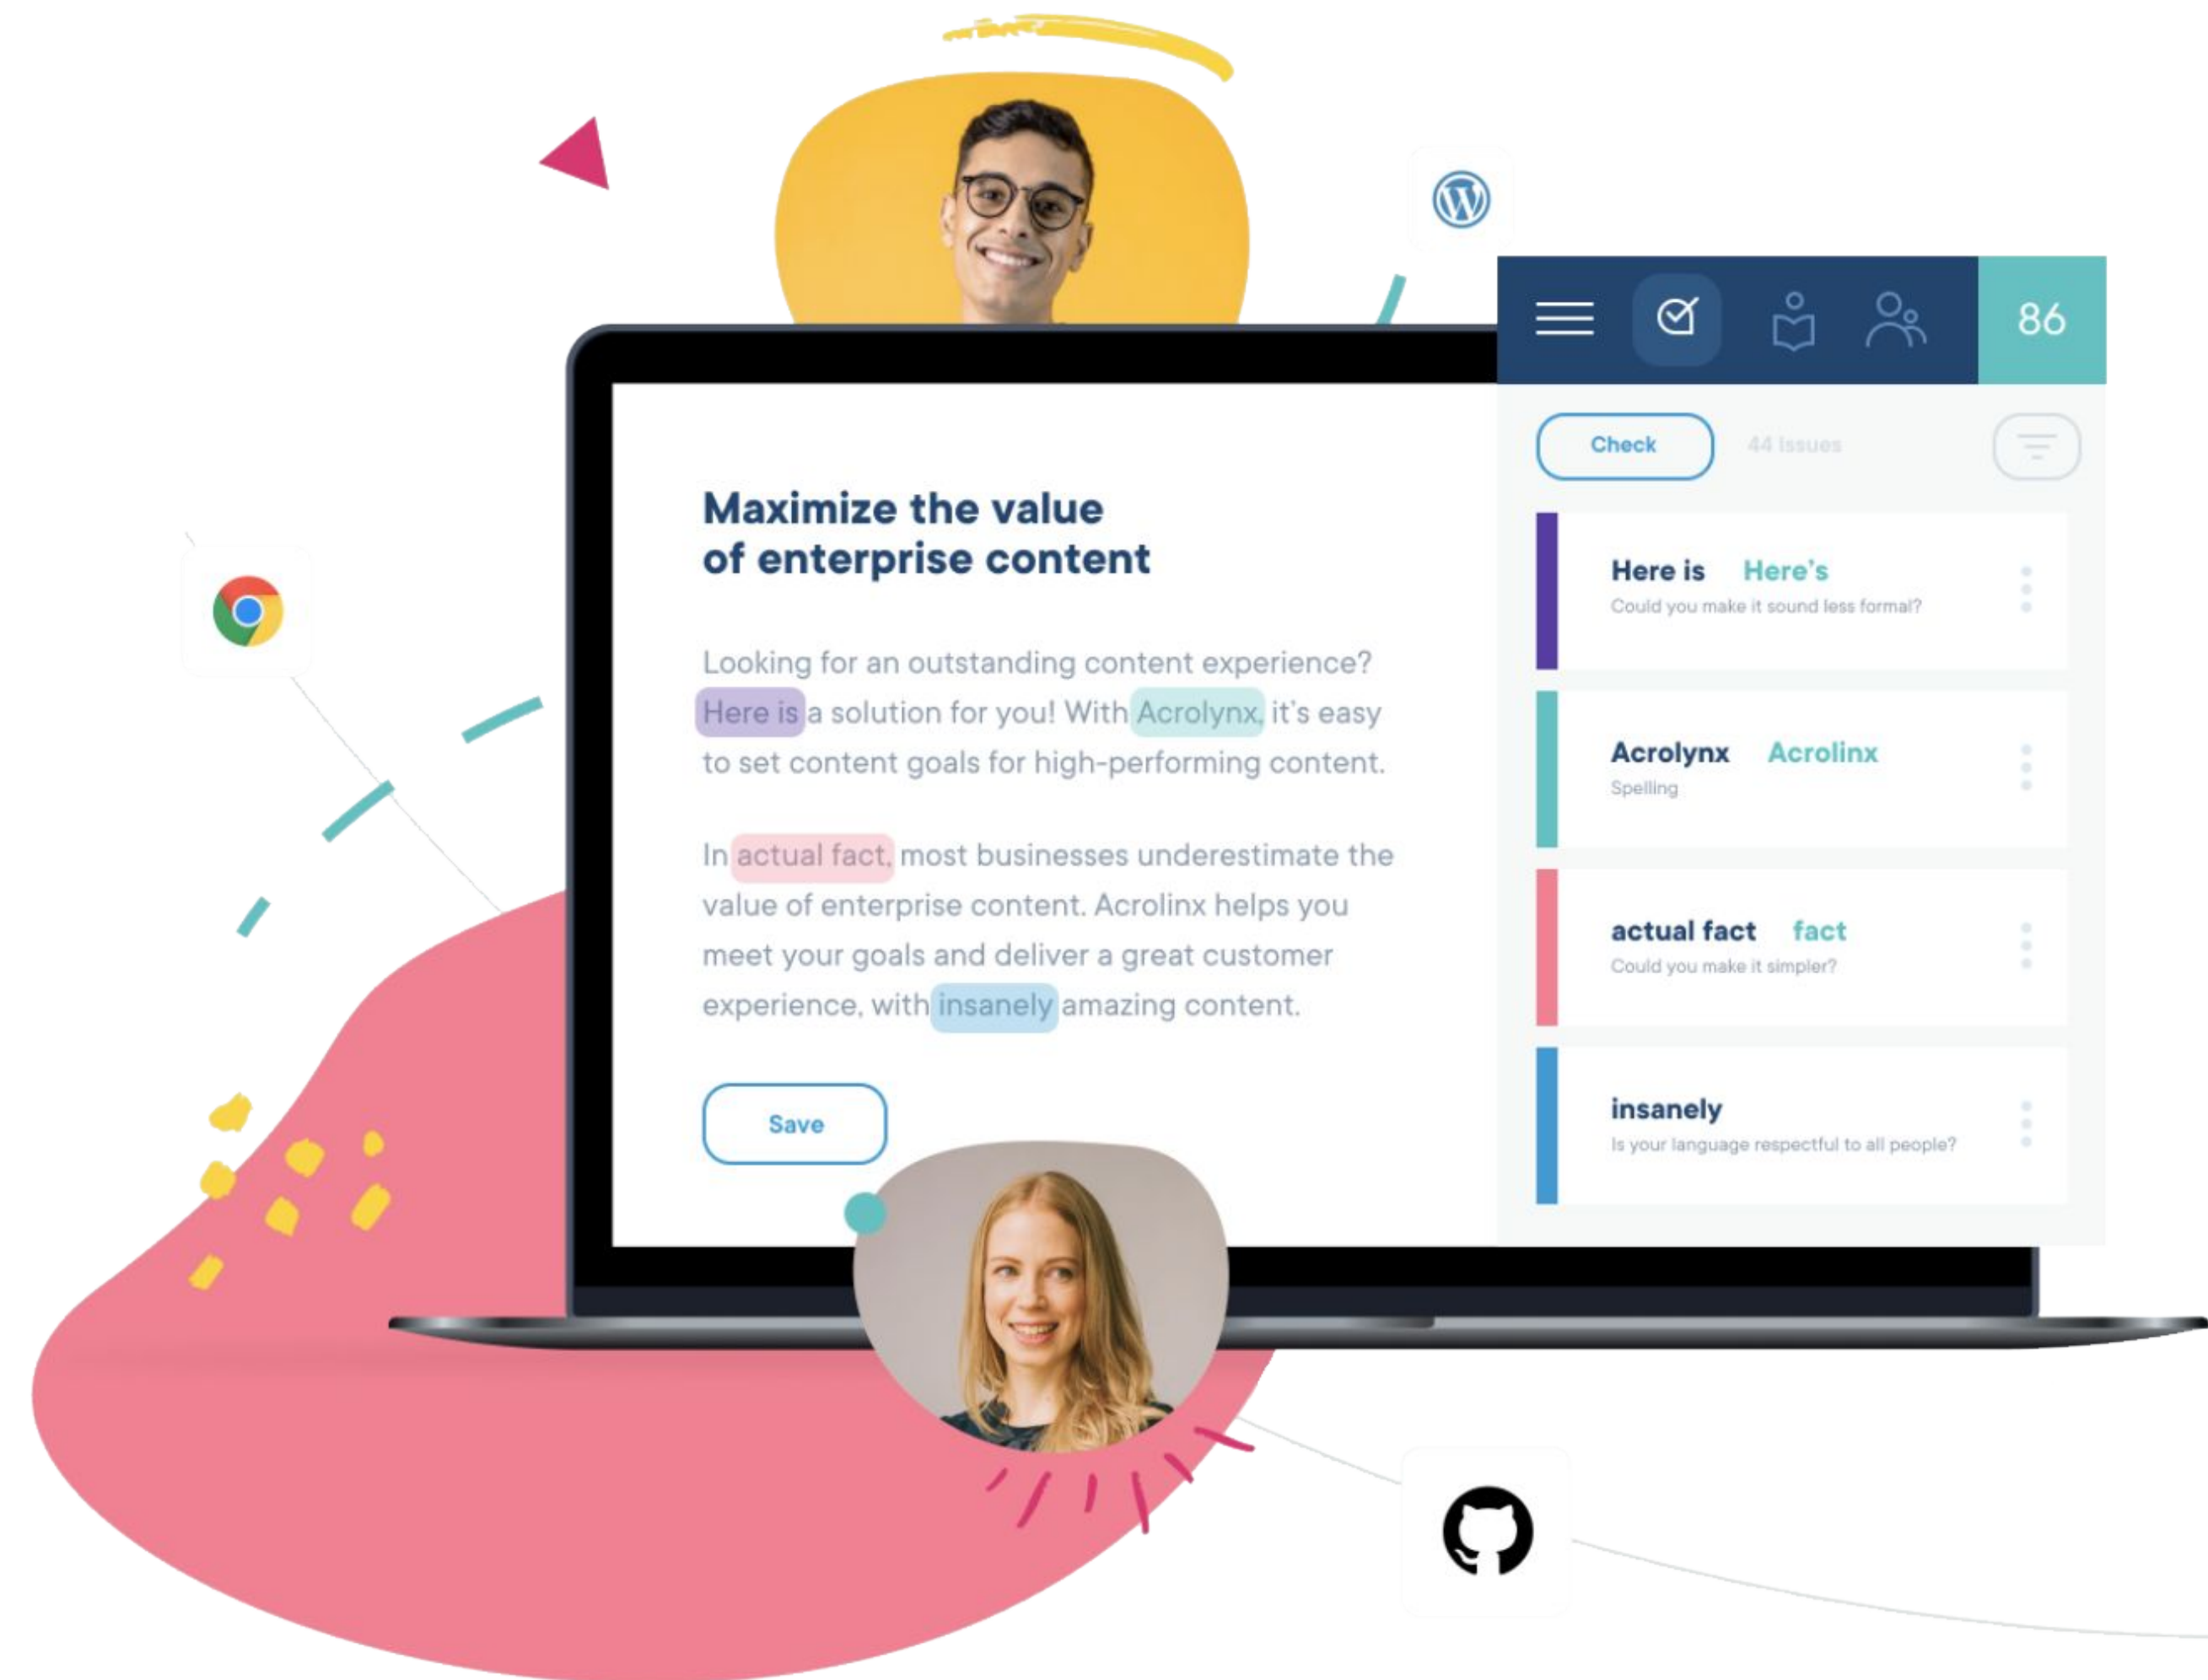 86
Check 44 Issues
Maximize the value
of enterprise content
Looking for an outstanding content experience?
Here is a solution for you! With Acrolynx, it's easy
to set content goals for high-performing content.
In actual fact, most businesses underestimate the
value of enterprise content. Acrolinx helps you
meet your goals and deliver a great customer
experience, with insanely amazing content.
Save
Here is Here's
Could you make it sound less formal?
Acrolynx Acrolinx
Spelling
actual fact fact
Could you make it simpler?
insanely
Is your language respectful to all people?